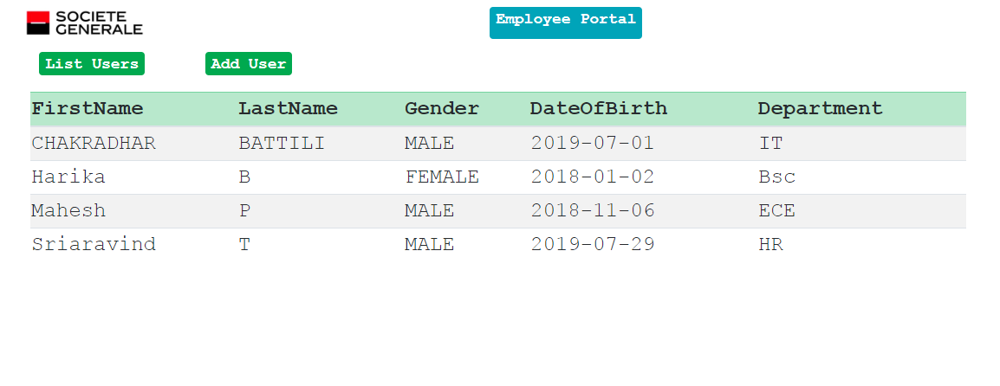 SOCIETE
GENERALE
Employee Portal
List Users Add User
FirstName LastName Gender DateOfBirth Department
CHAKRADHAR BATTILI MALE 2019-07-01 IT
Harika B FEMALE 2018-01-02 Bsc
Mahesh P MALE 2018-11-06 ECE
Sriaravind T MALE 2019-07-29 HR